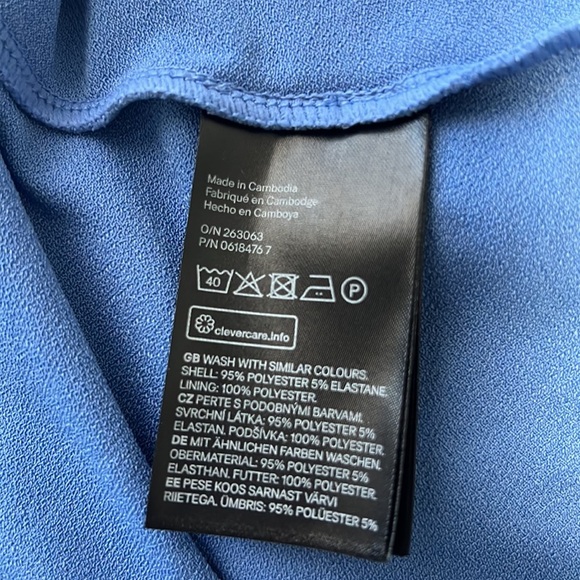 Made in Cambodia
Fabriqué en Cambodge
Hecho en Camboya
O/N 263063
P/N 0618476 7
40 P
clevercare.info
GB WASH WITH SIMILAR COLOURS.
SHELL: 95% POLYESTER 5% ELASTANE.
LINING: 100% POLYESTER.
CZ PERTE S PODOBNÝMI BARVAMI.
SVRCHNÍ LÁTKA: 95% POLYESTER 5%
ELASTAN. PODŠÍVKA: 100% POLYESTER.
DE MIT ÄHNLICHEN FARBEN WASCHEN.
OBERMATERIAL: 95% POLYESTER 5%
ELASTHAN. FUTTER: 100% POLYESTER.
EE PESE KOOS SARNAST VÄRVI
RIIETEGA. ÜMBRIS: 95% POLÜESTER 5%